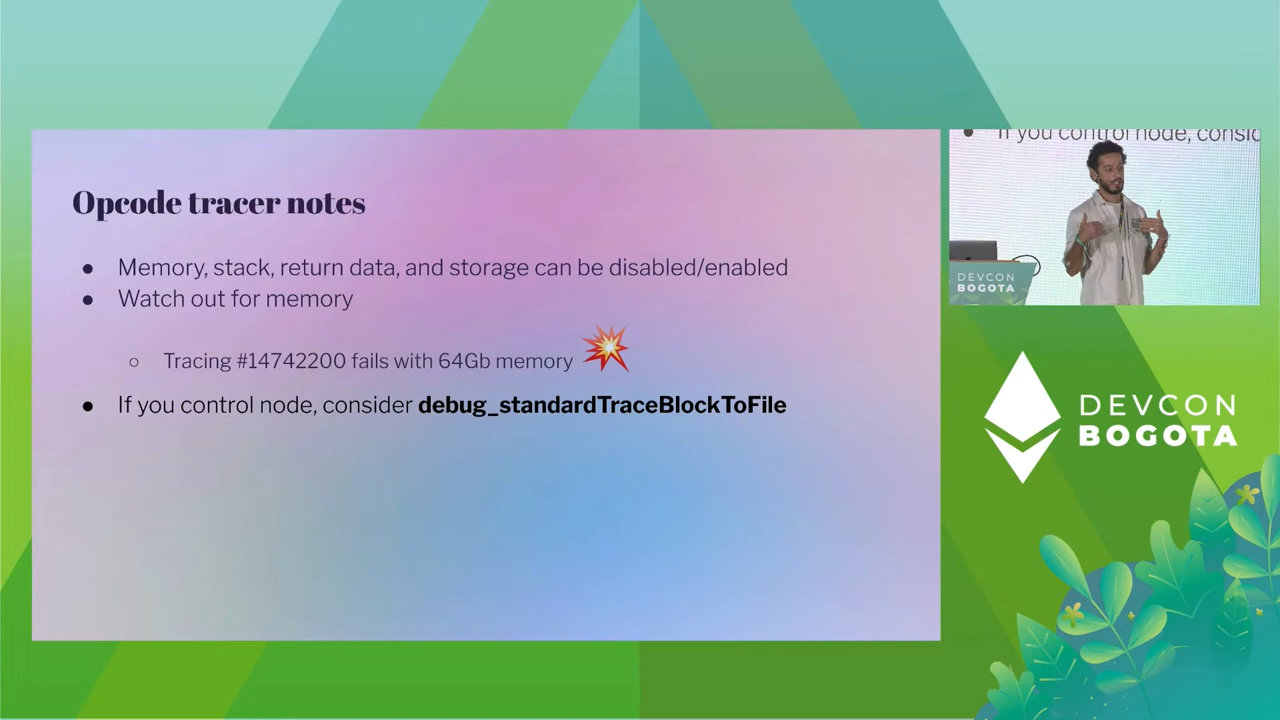 Opcode tracer notes
● Memory, stack, return data, and storage can be disabled/enabled
● Watch out for memory
○ Tracing #14742200 fails with 64Gb memory
● If you control node, consider debug_standardTraceBlockToFile
● If you control node, consic
DEVCON
BOGOTA
DEVCON
BOGOTA